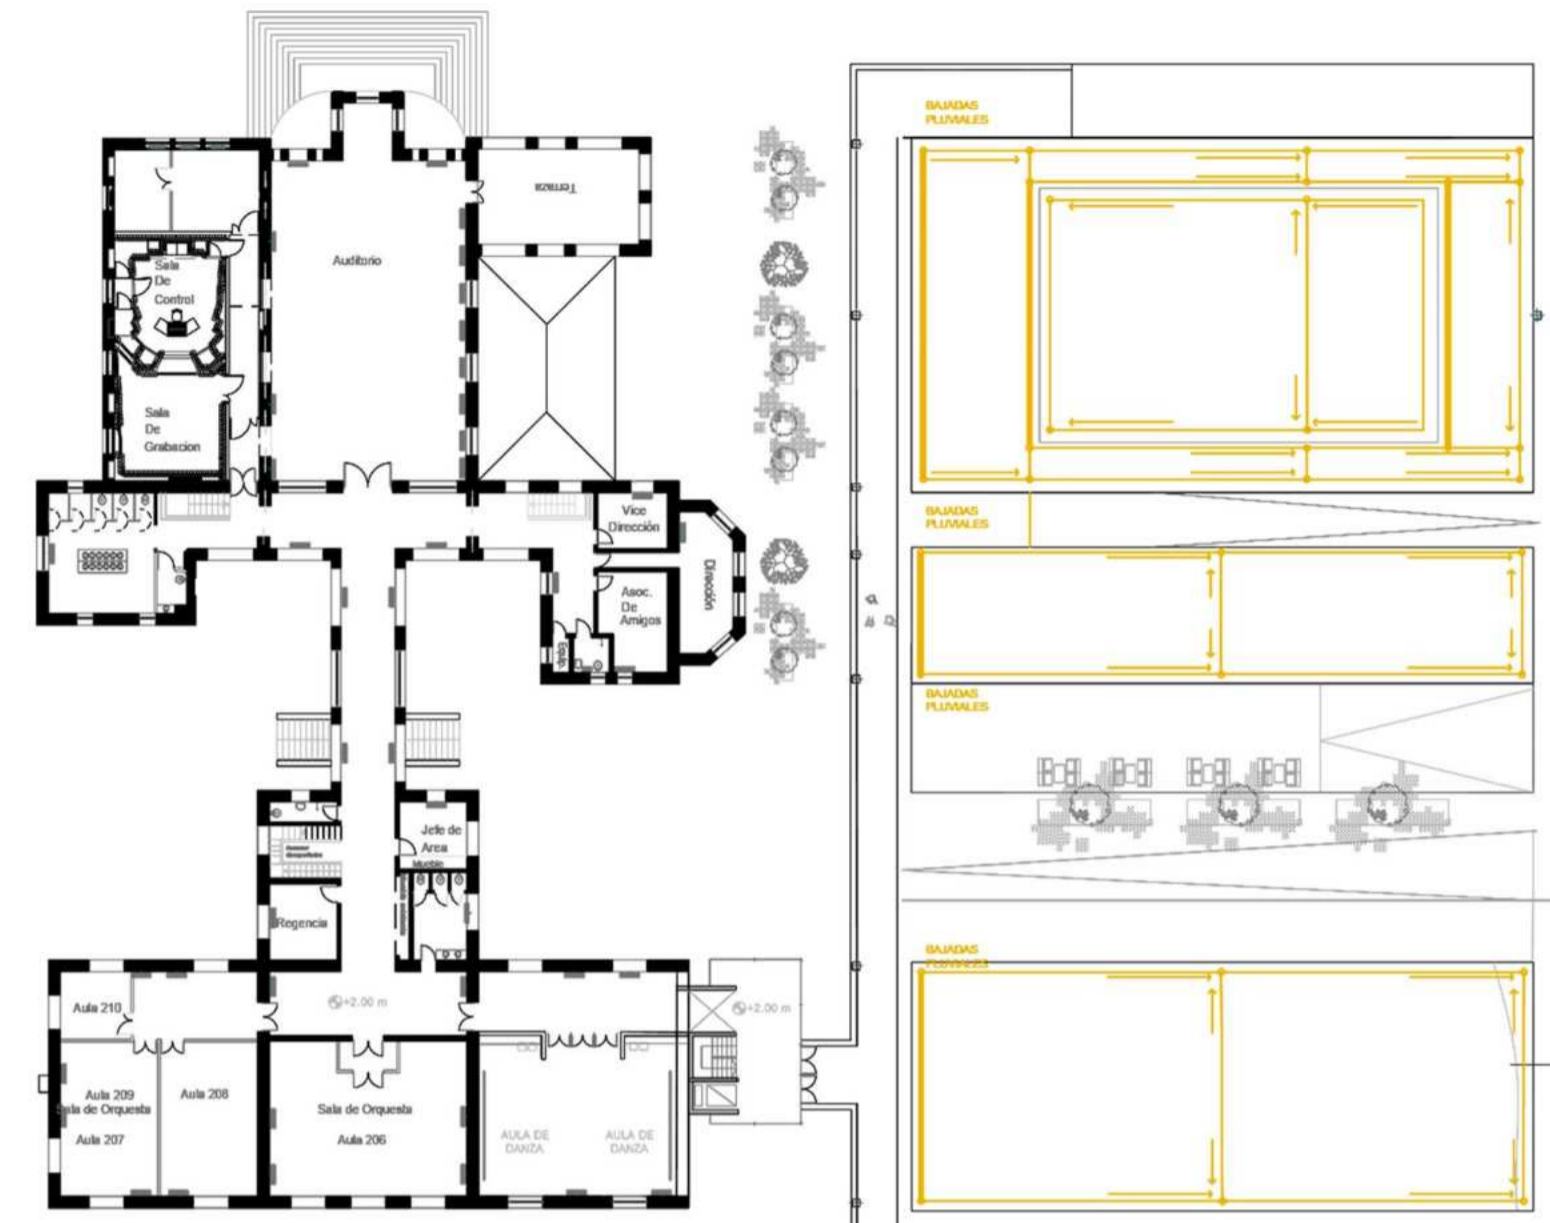 BAJADAS
PLUVIALES
Terraza
Auditorio
Sala
De
Control
Sala
De
Grabacion
Vice
Dirección
Dirección
Asoc.
De
Amigos
Equip.
BAJADAS
PLUVIALES
BAJADAS
PLUVIALES
Jefe de
Area
Mueble
Regencia
BAJADAS
PLUVIALES
Aula 210
+2.00 m
+2.00 m
Aula 209
Sala de Orquesta
Aula 207
Aula 208
Sala de Orquesta
Aula 206
AULA DE
DANZA
AULA DE
DANZA